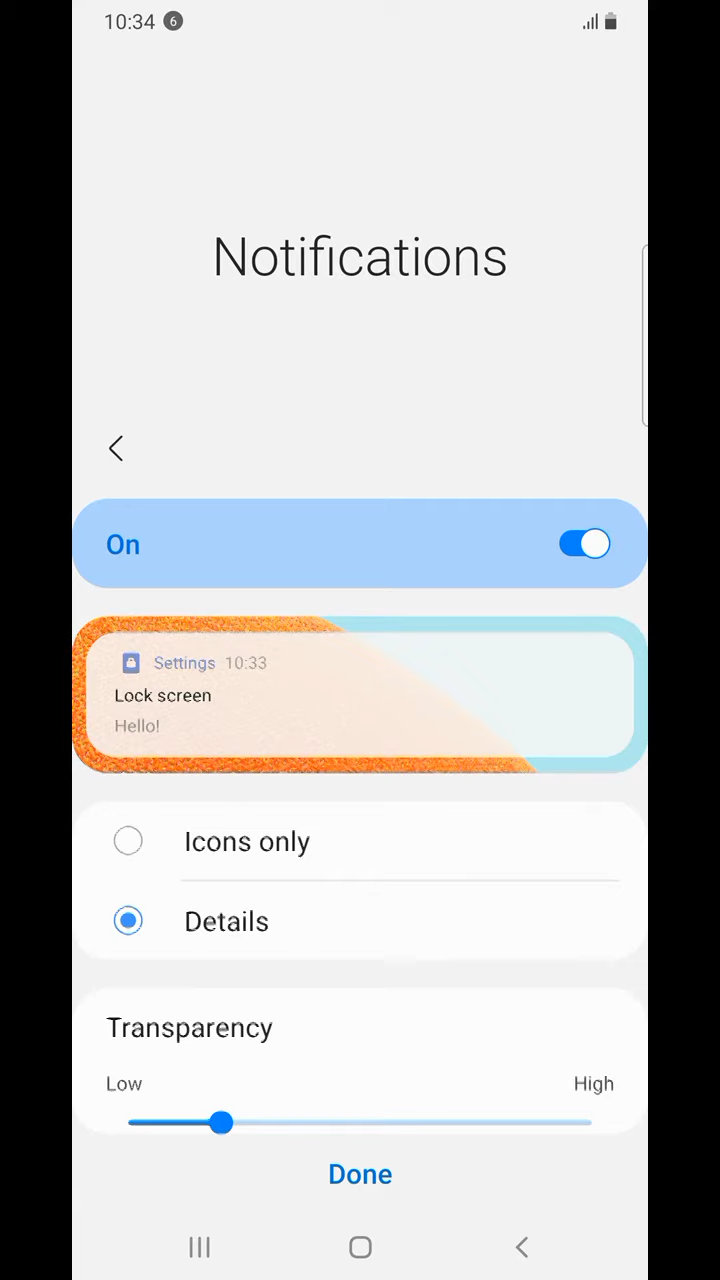 10:34 6
Notifications
On
Settings 10:33
Lock screen
Hello!
Icons only
Details
Transparency
Low High
Done